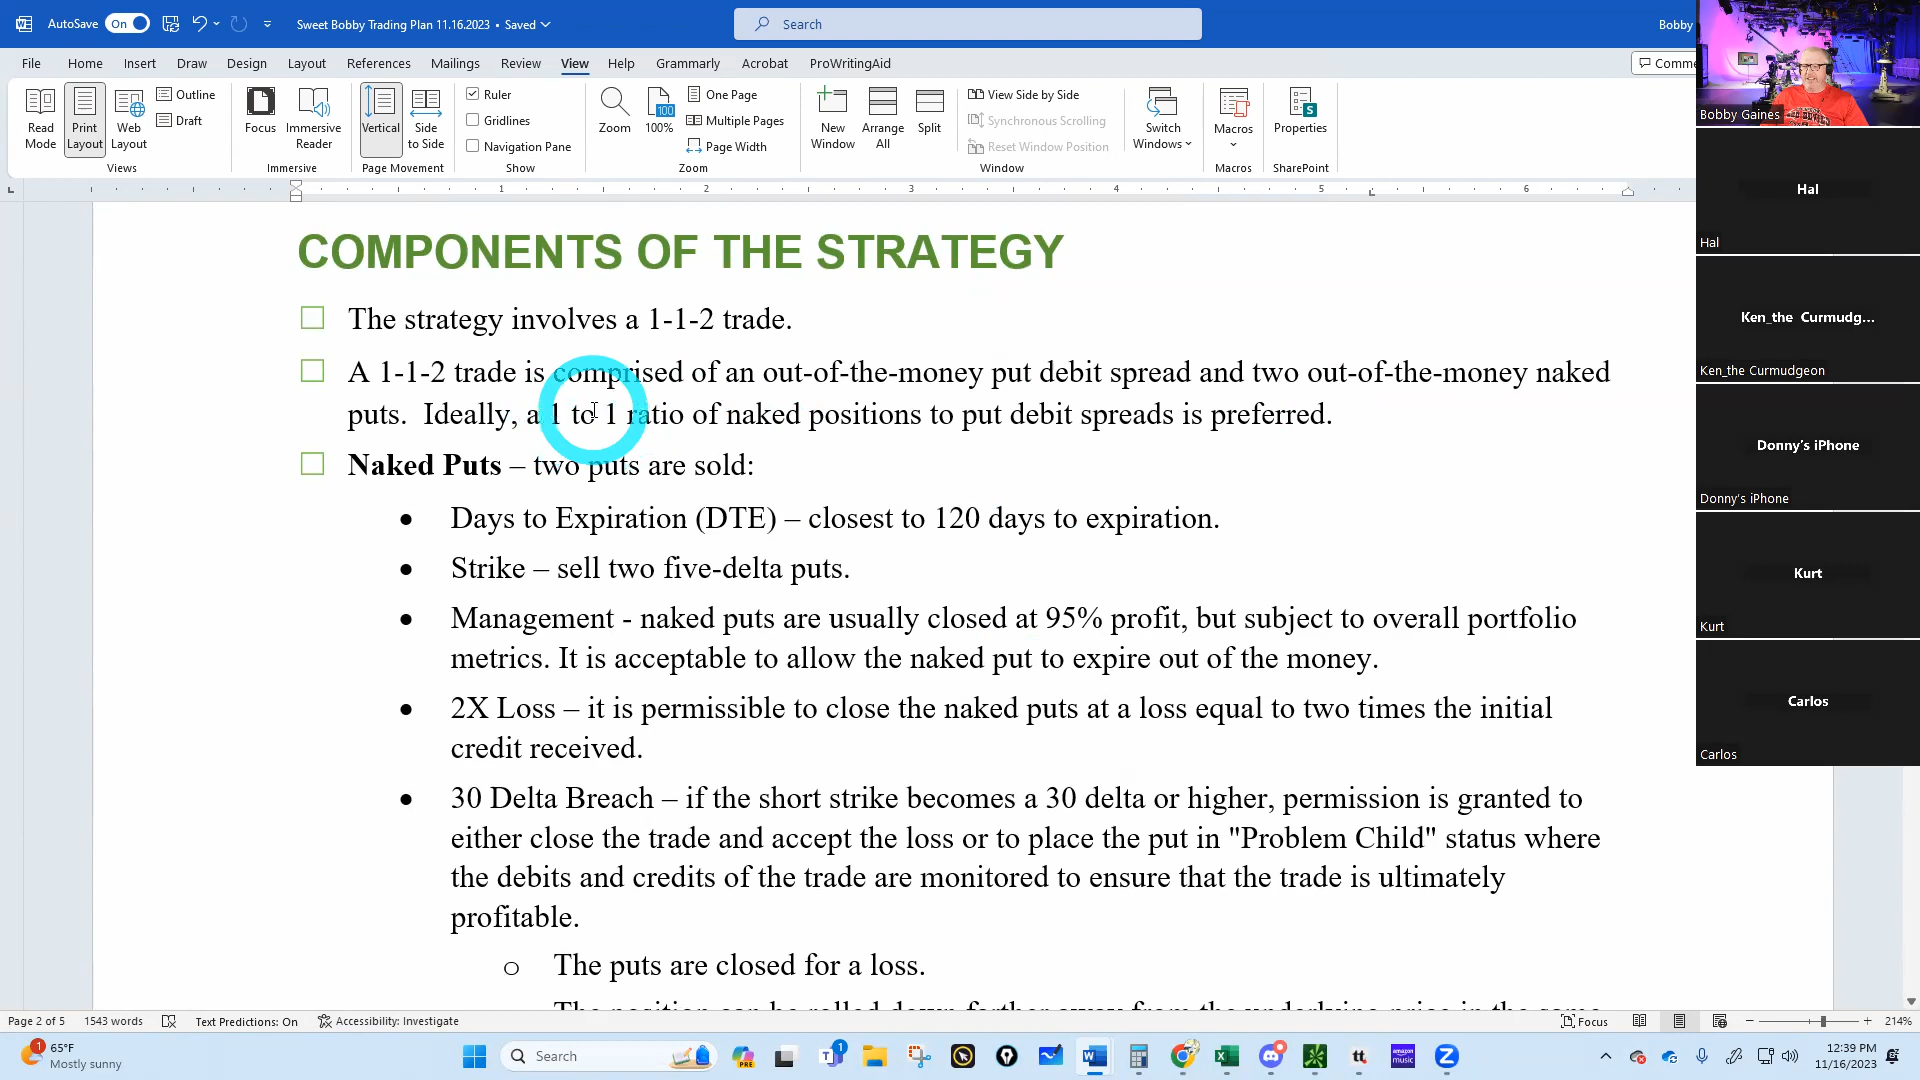 AutoSave On Sweet Bobby Trading Plan 11.16.2023 • Saved Search Bobby
File Home Insert Draw Design Layout References Mailings Review View Help Grammarly Acrobat ProWritingAid Comme
Read Mode Print Layout Web Layout Outline Draft Focus Immersive Reader Vertical Side to Side Ruler Gridlines Navigation Pane Zoom 100% One Page Multiple Pages Page Width New Window Arrange All Split View Side by Side Synchronous Scrolling Reset Window Position Switch Windows Macros Properties
Views Immersive Page Movement Show Zoom Window Macros SharePoint
1 2 3 4 5 6
COMPONENTS OF THE STRATEGY
The strategy involves a 1-1-2 trade.
A 1-1-2 trade is comprised of an out-of-the-money put debit spread and two out-of-the-money naked
puts. Ideally, a 1 to 1 ratio of naked positions to put debit spreads is preferred.
Naked Puts – two puts are sold:
• Days to Expiration (DTE) – closest to 120 days to expiration.
• Strike – sell two five-delta puts.
• Management - naked puts are usually closed at 95% profit, but subject to overall portfolio
metrics. It is acceptable to allow the naked put to expire out of the money.
• 2X Loss – it is permissible to close the naked puts at a loss equal to two times the initial
credit received.
• 30 Delta Breach – if the short strike becomes a 30 delta or higher, permission is granted to
either close the trade and accept the loss or to place the put in "Problem Child" status where
the debits and credits of the trade are monitored to ensure that the trade is ultimately
profitable.
o The puts are closed for a loss.
Bobby Gaines
Hal
Hal
Ken_the Curmudg...
Ken_the Curmudgeon
Donny's iPhone
Donny's iPhone
Kurt
Kurt
Carlos
Carlos
Page 2 of 5 1543 words Text Predictions: On Accessibility: Investigate Focus 214%
1 65°F
Mostly sunny
Search
PRE
1
tt
amazon music
12:39 PM
11/16/2023